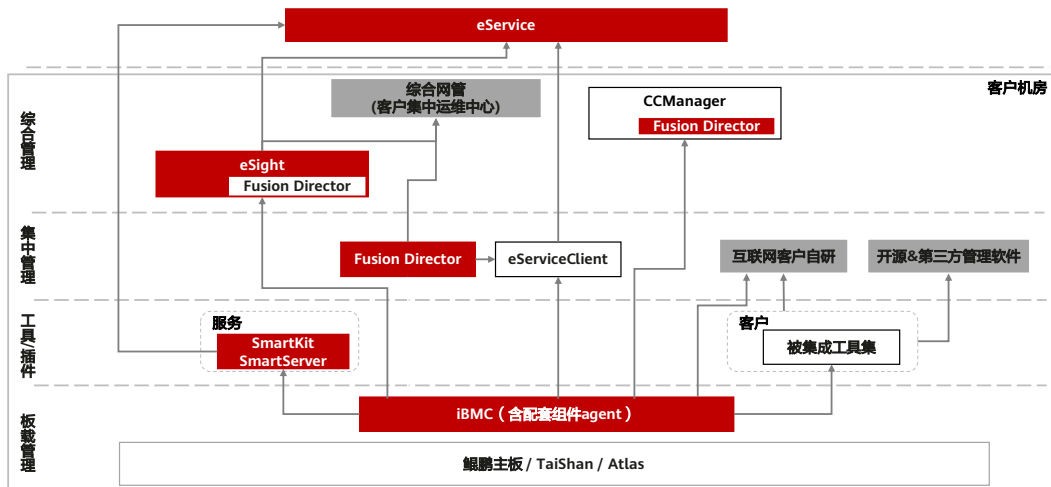 eService
客户机房
综合管理
综合网管
(客户集中运维中心)
CCManager
Fusion Director
eSight
Fusion Director
集中管理
Fusion Director
eServiceClient
互联网客户自研
开源&第三方管理软件
工具/插件
服务
SmartKit
SmartServer
客户
被集成工具集
板载管理
iBMC（含配套组件agent）
鲲鹏主板 / TaiShan / Atlas